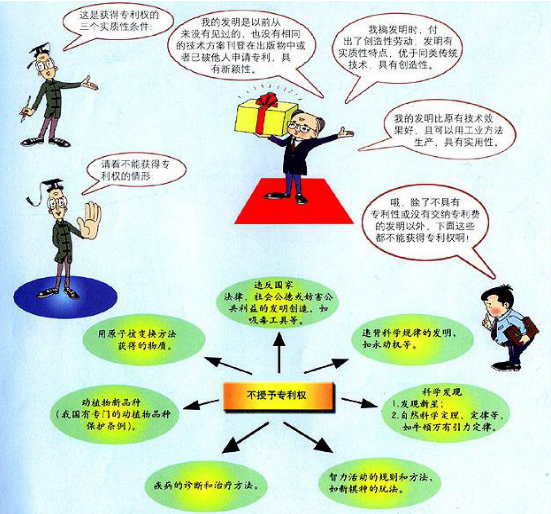 这是获得专利权的
三个实质性条件:
我的发明是以前从
来没有见过的，也没有相同
的技术方案刊登在出版物中或
者已被他人申请专利，具
有新颖性。
我搞发明时，付
出了创造性劳动，发明有
实质性特点，优于同类传统
技术，具有创造性。
我的发明比原有技术效
果好，且可以用工业方法
生产，具有实用性。
请看不能获得专
利权的情形
哦，除了不具有
专利性或没有交纳专利费
的发明以外，下面这些
都不能获得专利权啊!
违反国家
法律、社会公德或妨害公
共利益的发明创造，如
吸毒工具等。
用原子核变换方法
获得的物质。
违背科学规律的发明，
如永动机等。
动植物新品种
(我国有专门的动植物品种
保护条例)。
不授予专利权
科学发现
1.发现新星;
2.自然科学定理、定律等，
如牛顿万有引力定律。
疾病的诊断和治疗方法。
智力活动的规则和方法，
如新棋种的玩法。